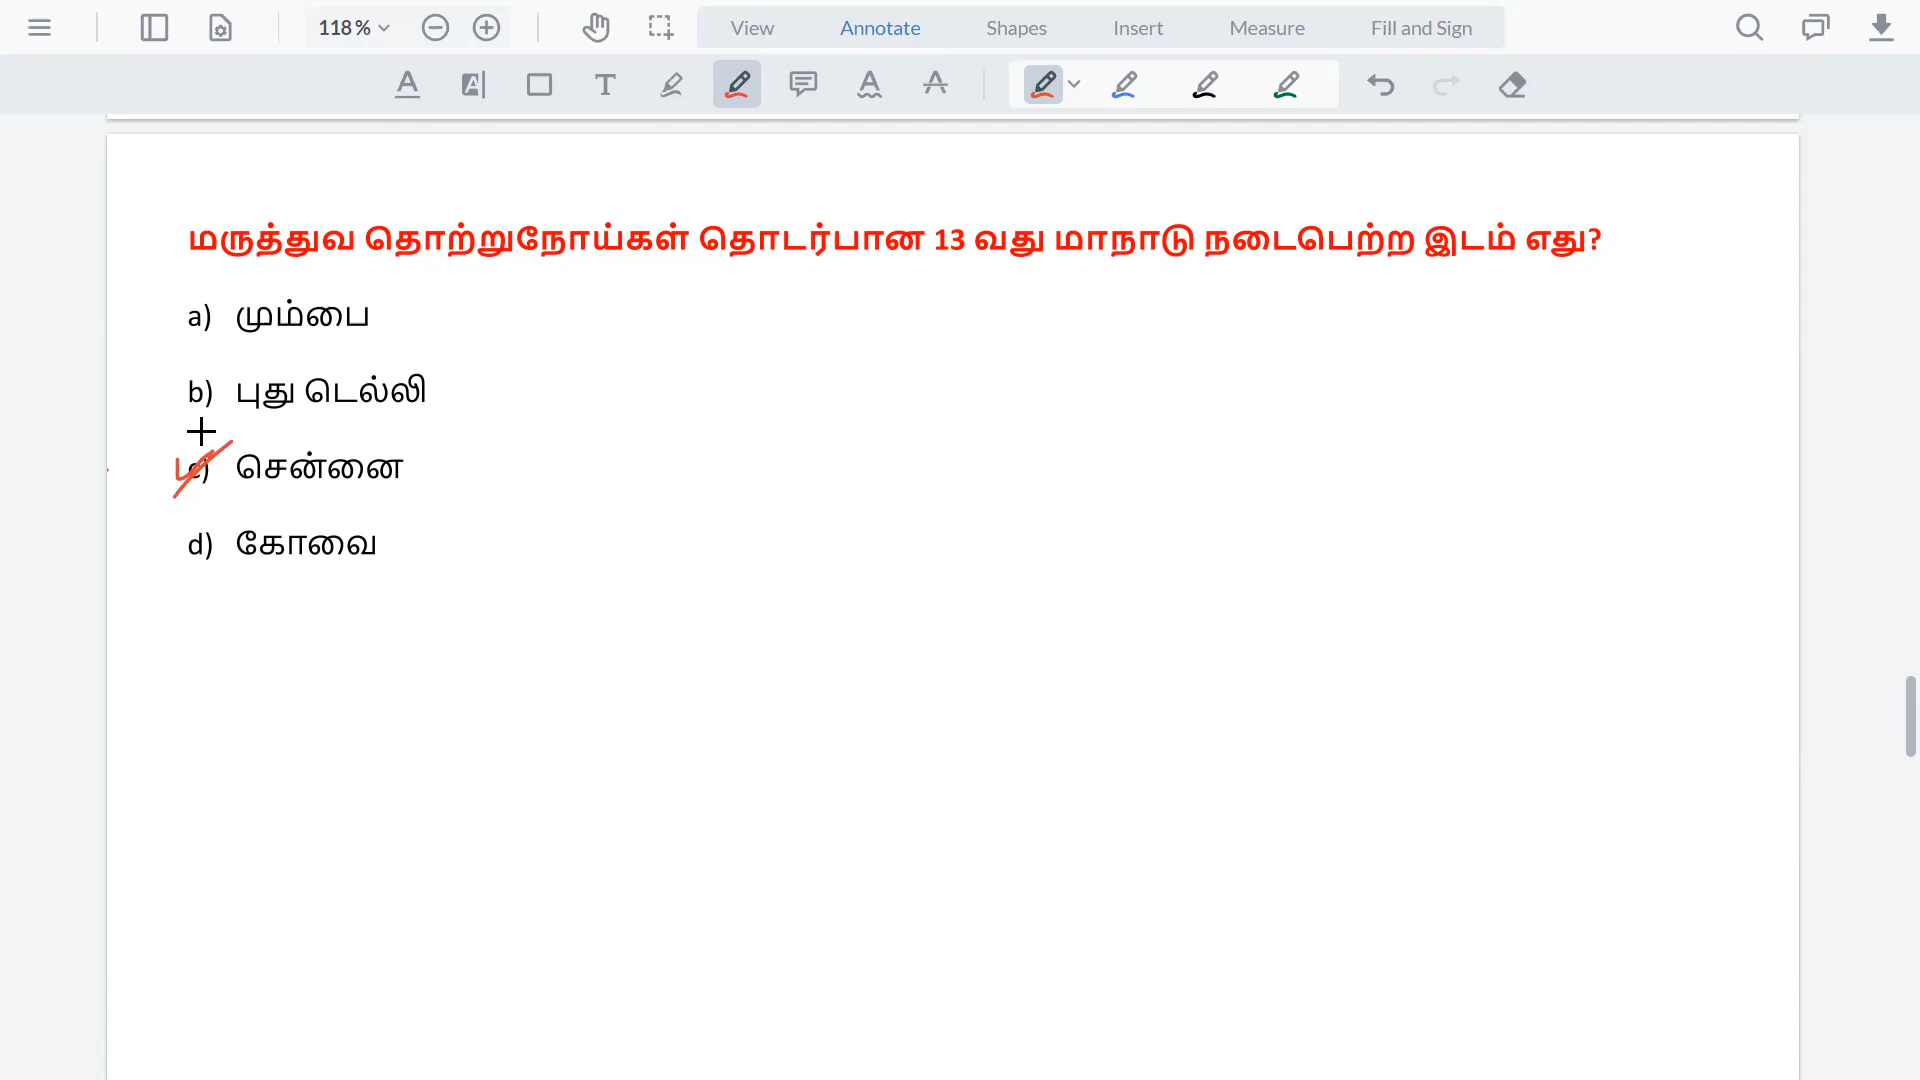 118 %
View Annotate Shapes Insert Measure Fill and Sign
மருத்துவ தொற்றுநோய்கள் தொடர்பான 13 வது மாநாடு நடைபெற்ற இடம் எது?
a) மும்பை
b) புது டெல்லி
c) சென்னை
d) கோவை